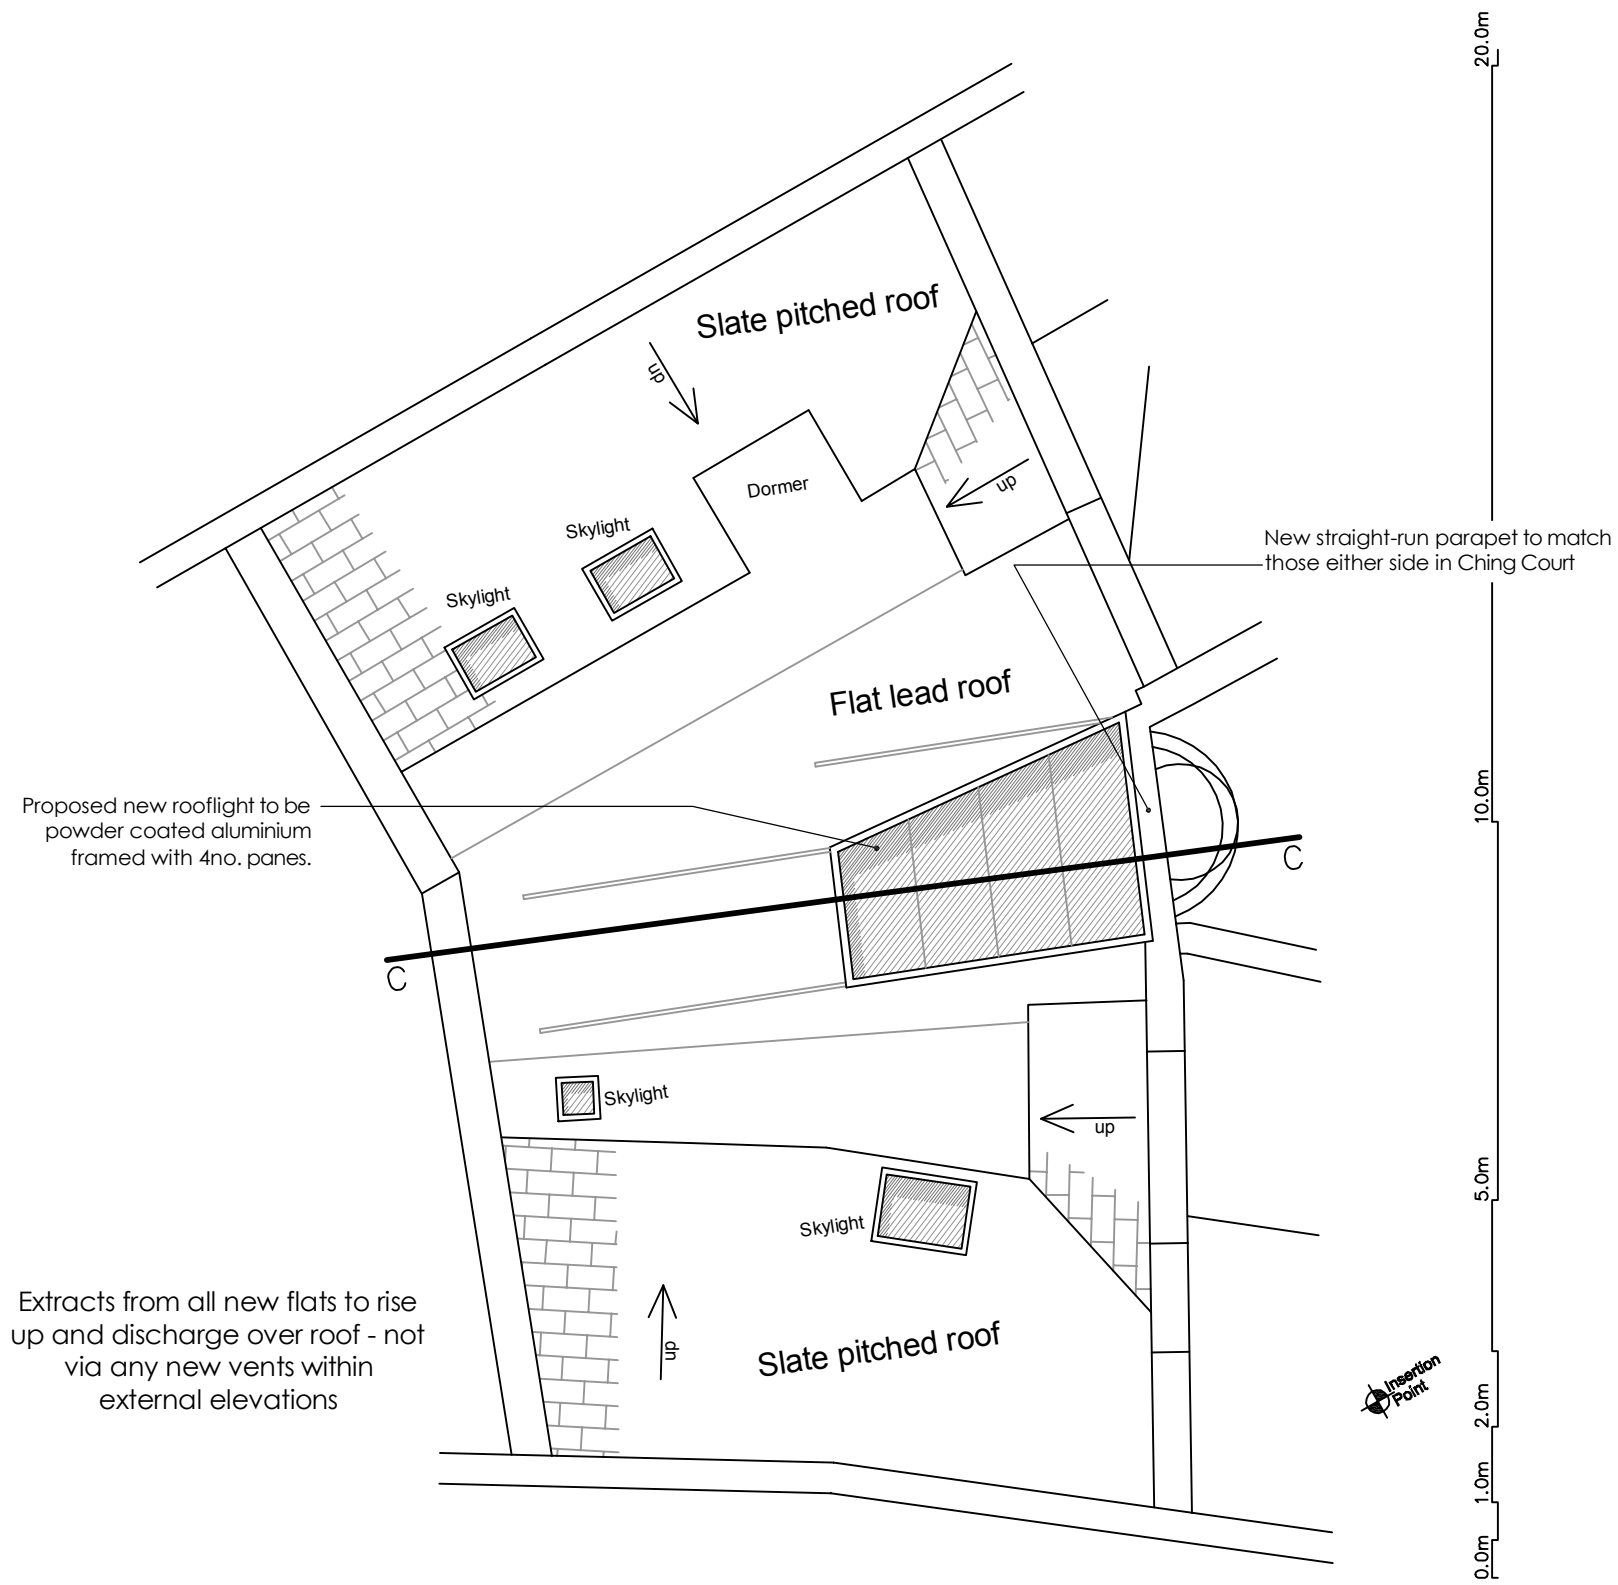 20.0m
Slate pitched roof
up
Dormer
up
Skylight
Skylight
New straight-run parapet to match
those either side in Ching Court
Flat lead roof
10.0m
Proposed new rooflight to be
powder coated aluminium
framed with 4no. panes.
C
C
Skylight
up
5.0m
Skylight
Extracts from all new flats to rise
up and discharge over roof - not
via any new vents within
external elevations
up
Slate pitched roof
Insertion
Point
2.0m
1.0m
0.0m